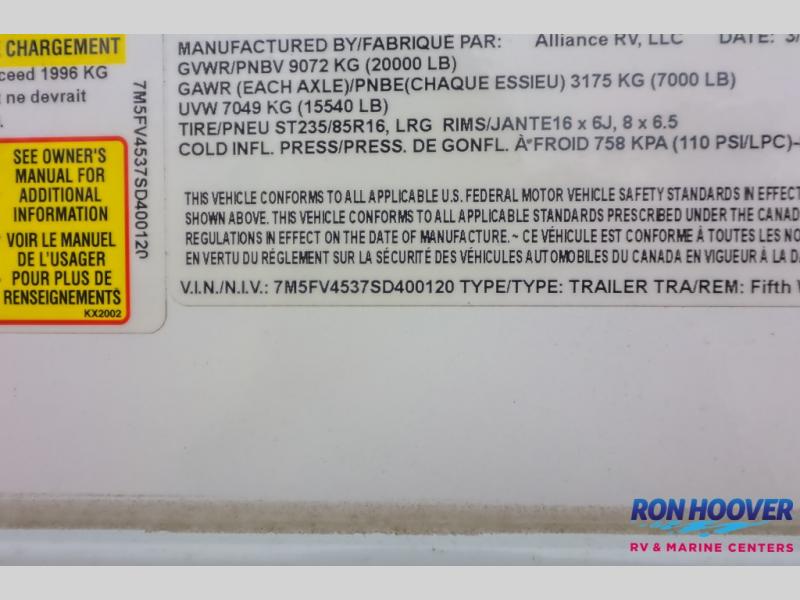 E CHARGEMENT
ceed 1996 KG
ne devrait
SEE OWNER'S
MANUAL FOR
ADDITIONAL
INFORMATION
VOIR LE MANUEL
DE L'USAGER
POUR PLUS DE
RENSEIGNEMENTS
KX2002
7M5FV4537SD400120
MANUFACTURED BY/FABRIQUE PAR: Alliance RV, LLC DATE: 3/
GVWR/PNBV 9072 KG (20000 LB)
GAWR (EACH AXLE)/PNBE(CHAQUE ESSIEU) 3175 KG (7000 LB)
UVW 7049 KG (15540 LB)
TIRE/PNEU ST235/85R16, LRG RIMS/JANTE16 x 6J, 8 x 6.5
COLD INFL. PRESS/PRESS. DE GONFL. À FROID 758 KPA (110 PSI/LPC)-
THIS VEHICLE CONFORMS TO ALL APPLICABLE U.S. FEDERAL MOTOR VEHICLE SAFETY STANDARDS IN EFFECT
SHOWN ABOVE. THIS VEHICLE CONFORMS TO ALL APPLICABLE STANDARDS PRESCRIBED UNDER THE CANAD
REGULATIONS IN EFFECT ON THE DATE OF MANUFACTURE. ~ CE VÉHICULE EST CONFORME À TOUTES LES NO
EN VERTU DU RÈGLEMENT SUR LA SÉCURITÉ DES VÉHICULES AUTOMOBILES DU CANADA EN VIGUEUR À LA DA
V.I.N./N.I.V.: 7M5FV4537SD400120 TYPE/TYPE: TRAILER TRA/REM: Fifth W
RON HOOVER
RV & MARINE CENTERS